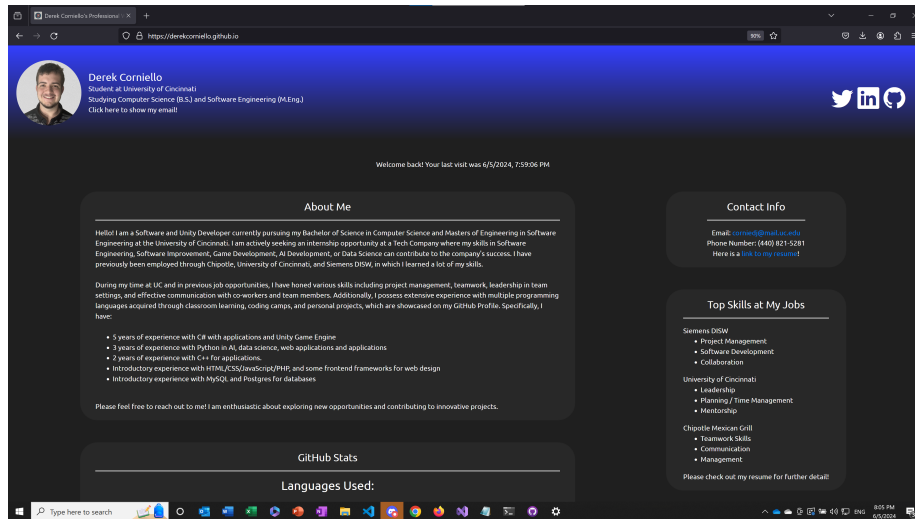 Derek Corniello's Professional
https://derekcorniello.github.io
90%
Derek Corniello
Student at University of Cincinnati
Studying Computer Science (B.S.) and Software Engineering (M.Eng.)
Click here to show my email!
Welcome back! Your last visit was 6/5/2024, 7:59:06 PM
About Me
Hello! I am a Software and Unity Developer currently pursuing my Bachelor of Science in Computer Science and Masters of Engineering in Software
Engineering at the University of Cincinnati. I am actively seeking an internship opportunity at a Tech Company where my skills in Software
Engineering, Software Improvement, Game Development, AI Development, or Data Science can contribute to the company's success. I have
previously been employed through Chipotle, University of Cincinnati, and Siemens DISW, in which I learned a lot of my skills.
During my time at UC and in previous job opportunities, I have honed various skills including project management, teamwork, leadership in team
settings, and effective communication with co-workers and team members. Additionally, I possess extensive experience with multiple programming
languages acquired through classroom learning, coding camps, and personal projects, which are showcased on my GitHub Profile. Specifically, I
have:
• 5 years of experience with C# with applications and Unity Game Engine
• 3 years of experience with Python in AI, data science, web applications and applications
• 2 years of experience with C++ for applications.
• Introductory experience with HTML/CSS/JavaScript/PHP, and some frontend frameworks for web design
• Introductory experience with MySQL and Postgres for databases
Please feel free to reach out to me! I am enthusiastic about exploring new opportunities and contributing to innovative projects.
GitHub Stats
Languages Used:
Contact Info
Email: corniedj@mail.uc.edu
Phone Number: (440) 821-5281
Here is a link to my resume!
Top Skills at My Jobs
Siemens DISW
• Project Management
• Software Development
• Collaboration
University of Cincinnati
• Leadership
• Planning / Time Management
• Mentorship
Chipotle Mexican Grill
• Teamwork Skills
• Communication
• Management
Please check out my resume for further detail!
Type here to search
ENG
8:05 PM
6/5/2024